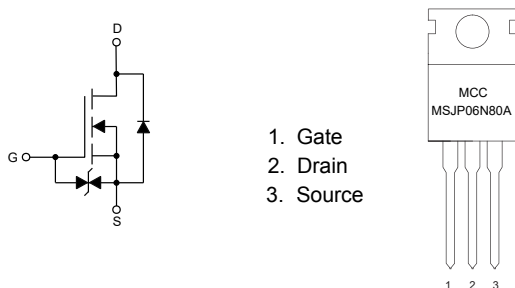 D
G
S
1. Gate
2. Drain
3. Source
MCC
MSJP06N80A
1 2 3